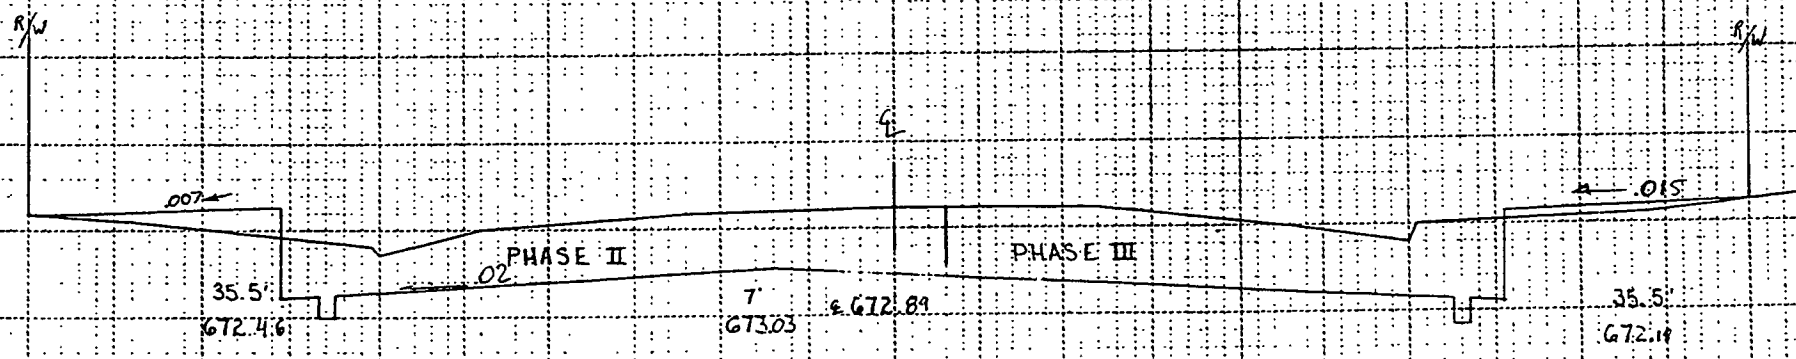 R/W
R/W
℄
.007
.015
PHASE II
PHASE III
.02
35.5'
7'
℄ 672.89
35.5'
672.46
673.03
672.18